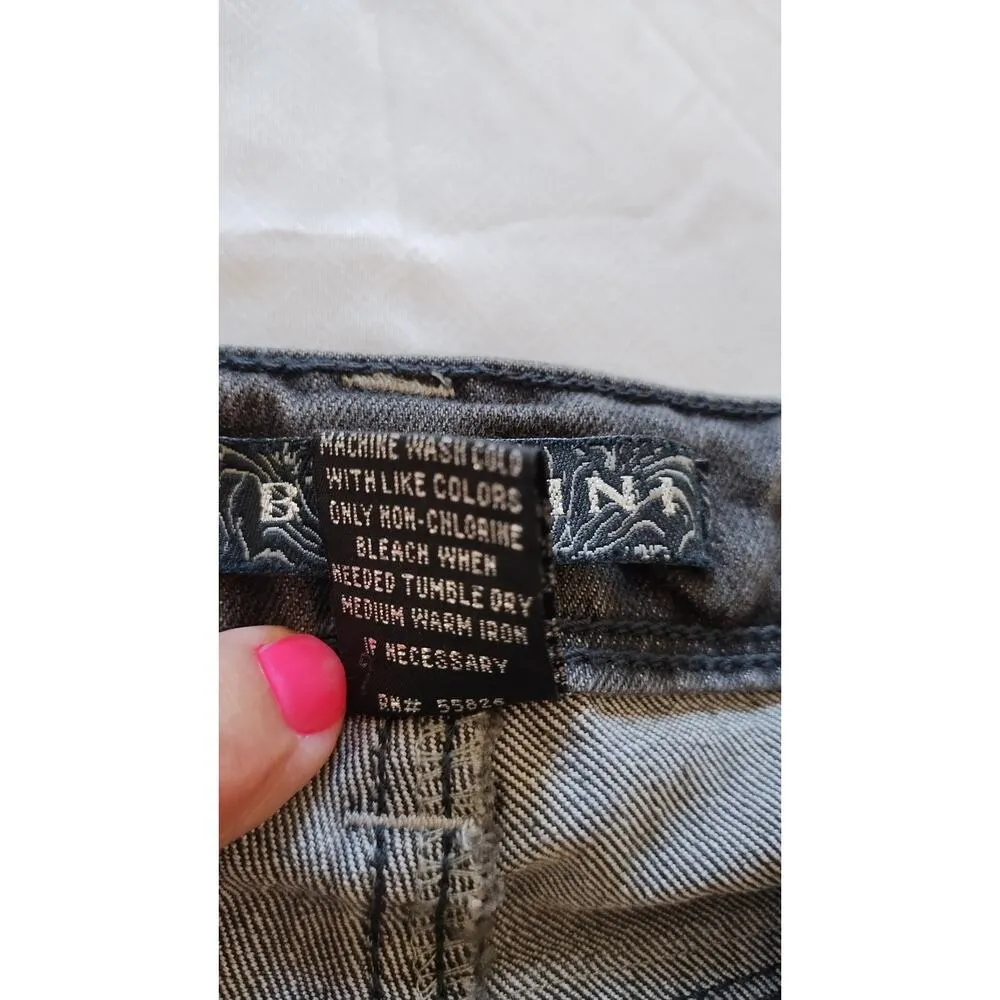 MACHINE WASH COLD
WITH LIKE COLORS
ONLY NON-CHLORINE
BLEACH WHEN
NEEDED TUMBLE DRY
MEDIUM WARM IRON
IF NECESSARY
RN# 55826
B